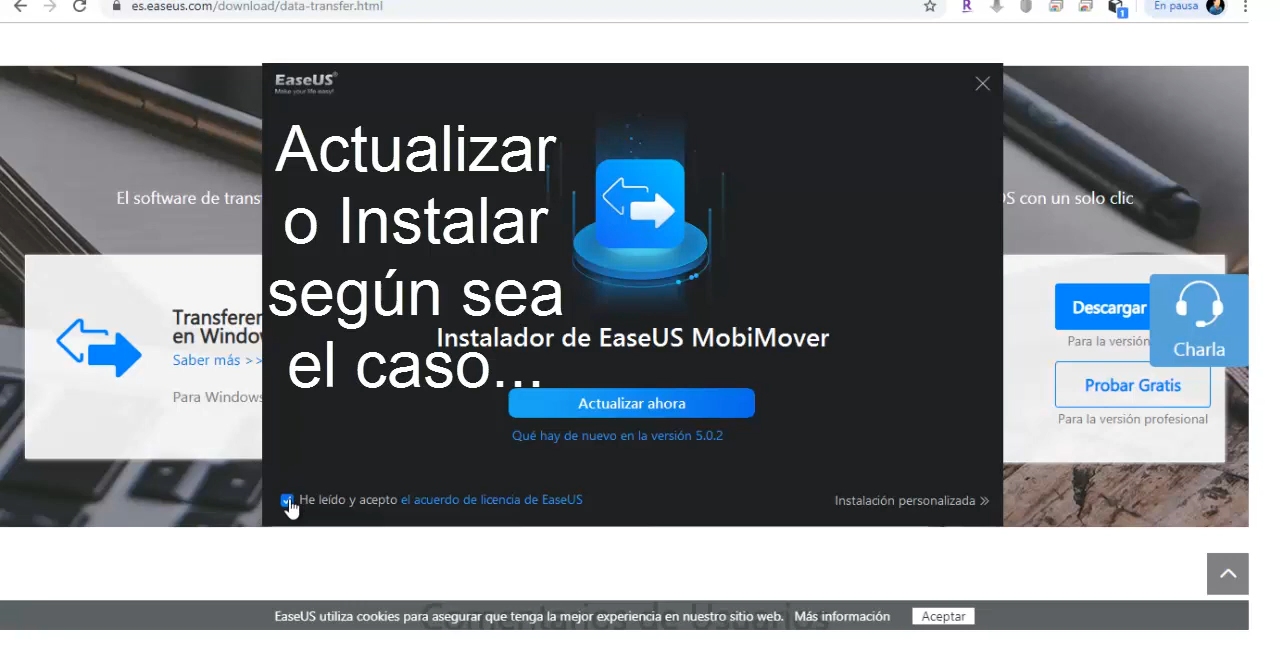 es.easeus.com/download/data-transfer.html
En pausa
EaseUS
Make your life easy!
Actualizar
o Instalar
según sea
el caso...
El software de trans
OS con un solo clic
Transferen
en Window
Saber más >>
Para Windows
Instalador de EaseUS MobiMover
Actualizar ahora
Qué hay de nuevo en la versión 5.0.2
He leído y acepto el acuerdo de licencia de EaseUS
Instalación personalizada »
Descargar
Para la versión
Charla
Probar Gratis
Para la versión profesional
Comentarios de Usuarios
EaseUS utiliza cookies para asegurar que tenga la mejor experiencia en nuestro sitio web. Más información Aceptar